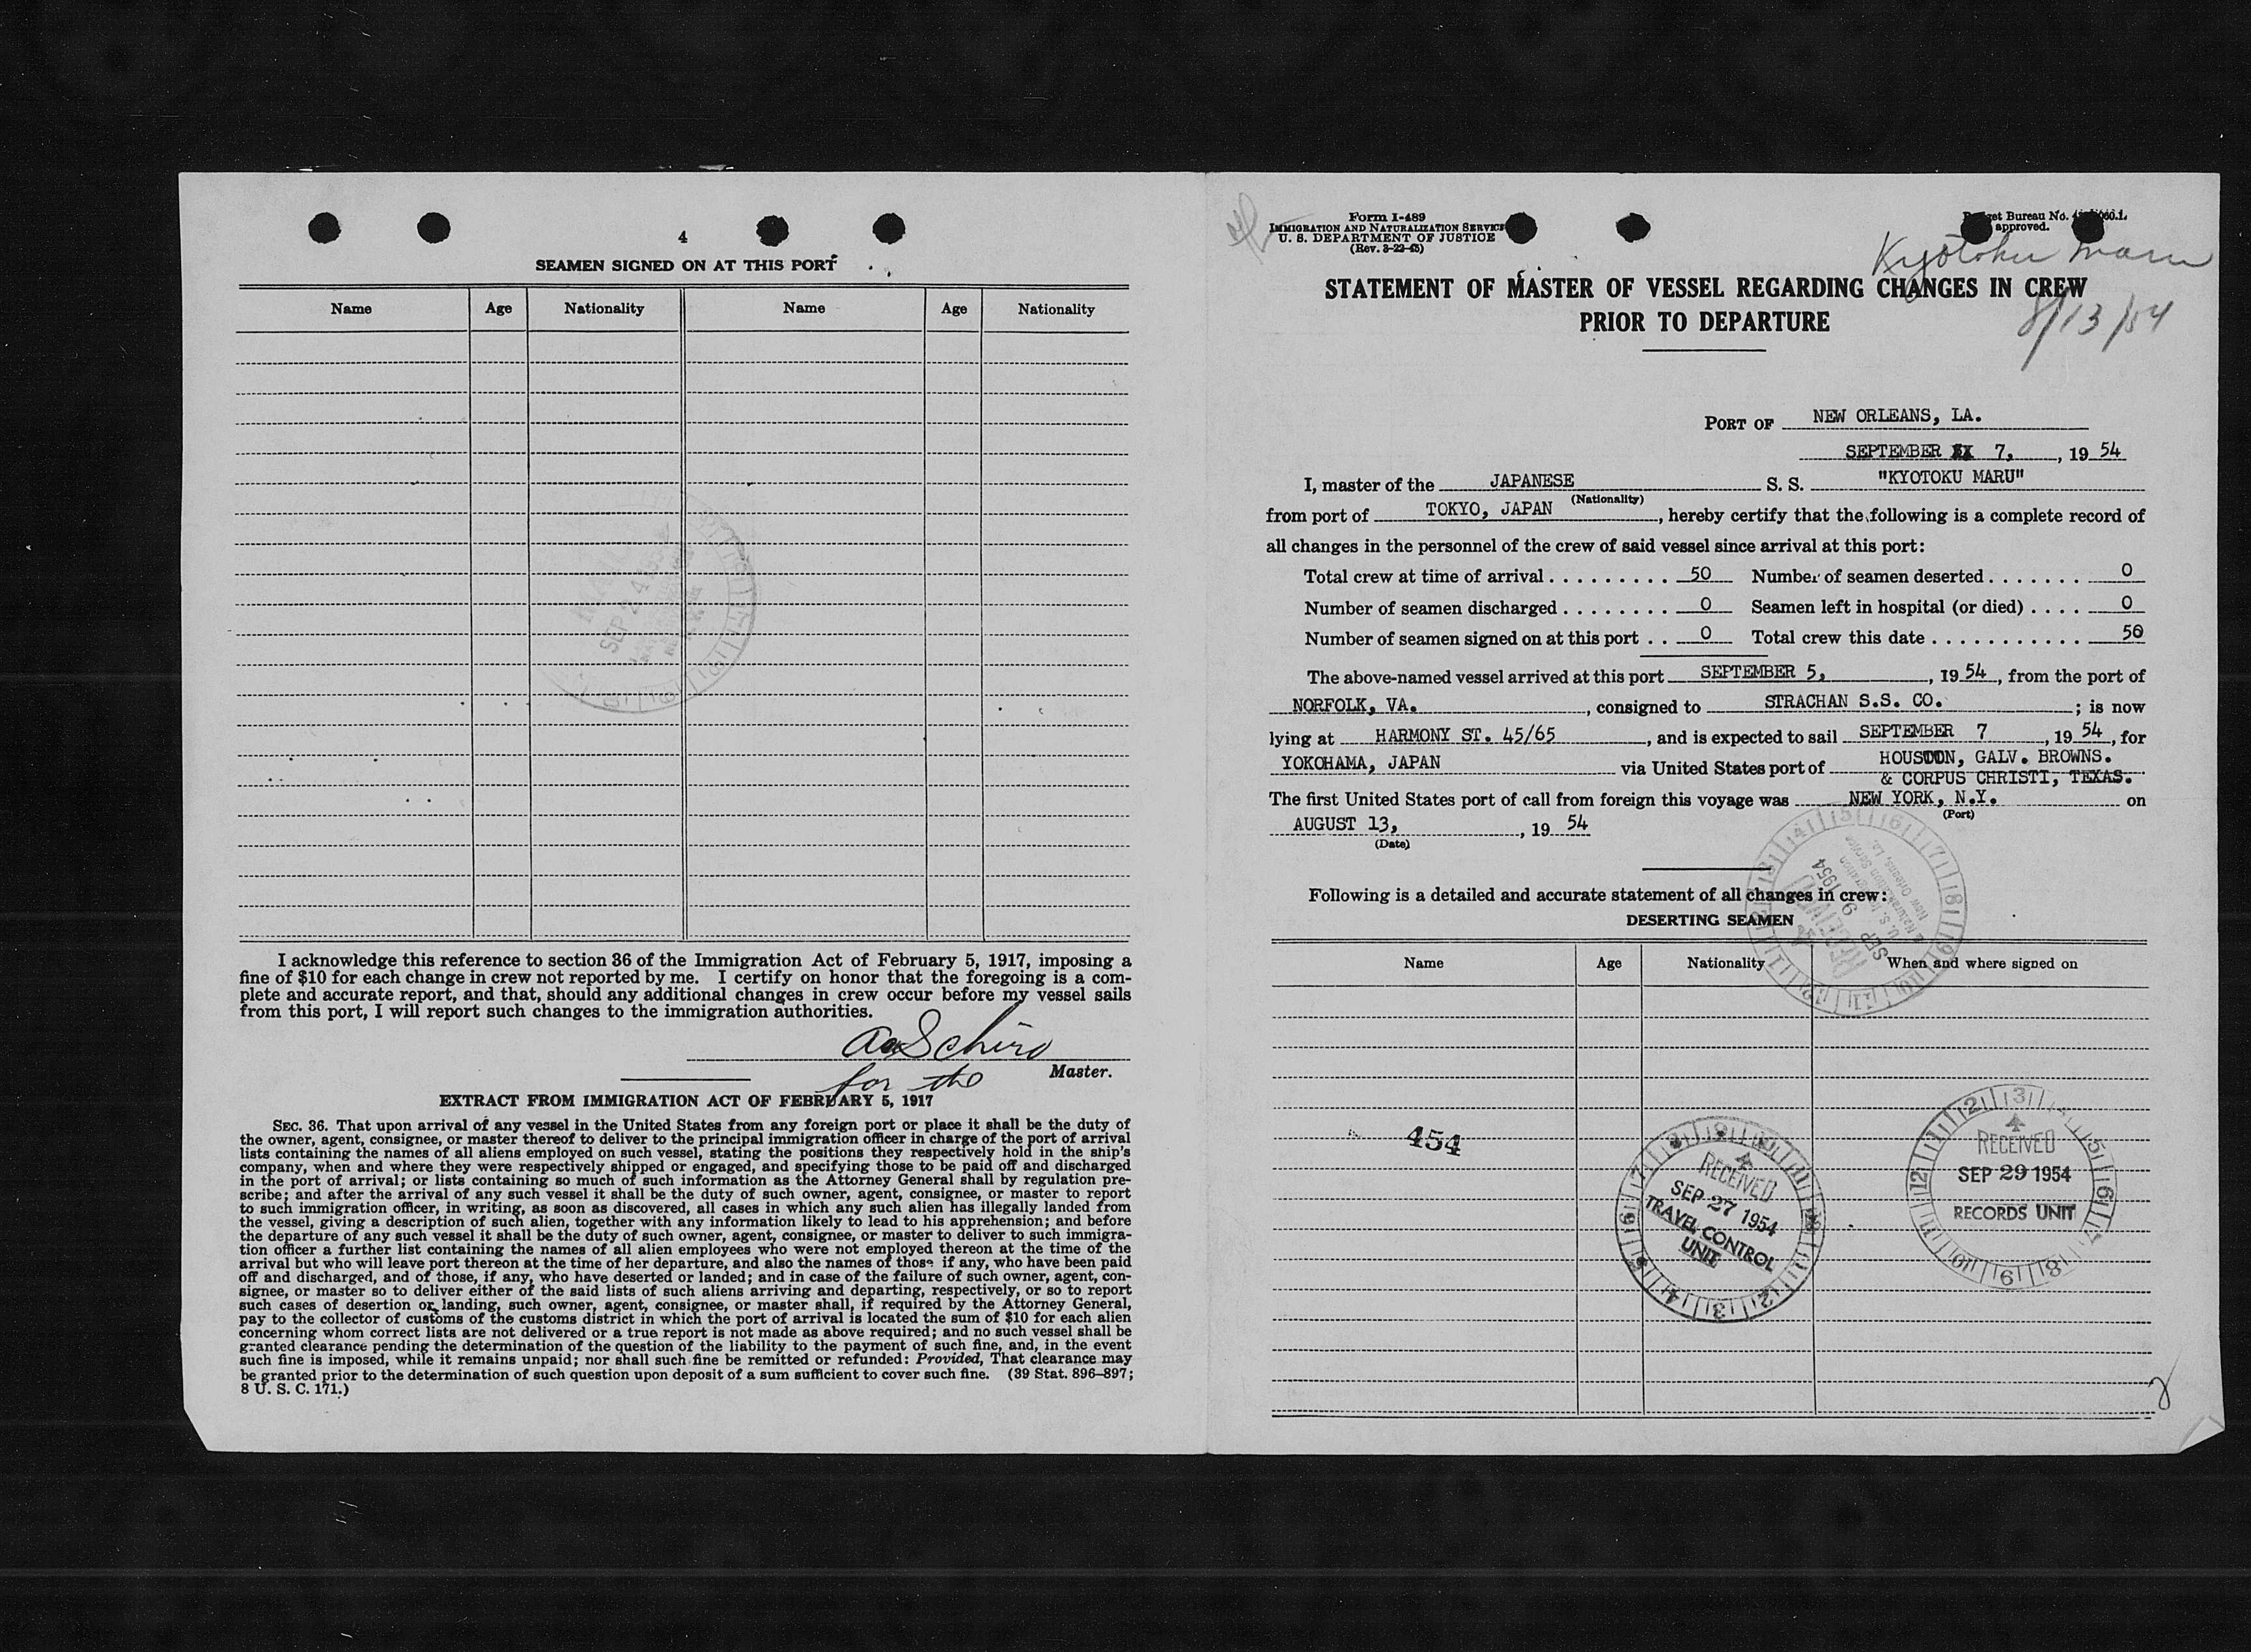 4
SEAMEN SIGNED ON AT THIS PORT
Name Age Nationality Name Age Nationality
SEP 24
I acknowledge this reference to section 36 of the Immigration Act of February 5, 1917, imposing a
fine of $10 for each change in crew not reported by me. I certify on honor that the foregoing is a com-
plete and accurate report, and that, should any additional changes in crew occur before my vessel sails
from this port, I will report such changes to the immigration authorities.
Schiro
for the Master.
EXTRACT FROM IMMIGRATION ACT OF FEBRUARY 5, 1917
SEC. 36. That upon arrival of any vessel in the United States from any foreign port or place it shall be the duty of
the owner, agent, consignee, or master thereof to deliver to the principal immigration officer in charge of the port of arrival
lists containing the names of all aliens employed on such vessel, stating the positions they respectively hold in the ship's
company, when and where they were respectively shipped or engaged, and specifying those to be paid off and discharged
in the port of arrival; or lists containing so much of such information as the Attorney General shall by regulation pre-
scribe; and after the arrival of any such vessel it shall be the duty of such owner, agent, consignee, or master to report
to such immigration officer, in writing, as soon as discovered, all cases in which any such alien has illegally landed from
the vessel, giving a description of such alien, together with any information likely to lead to his apprehension; and before
the departure of any such vessel it shall be the duty of such owner, agent, consignee, or master to deliver to such immigra-
tion officer a further list containing the names of all alien employees who were not employed thereon at the time of the
arrival but who will leave port thereon at the time of her departure, and also the names of those if any, who have been paid
off and discharged, and of those, if any, who have deserted or landed; and in case of the failure of such owner, agent, con-
signee, or master so to deliver either of the said lists of such aliens arriving and departing, respectively, or so to report
such cases of desertion or landing, such owner, agent, consignee, or master shall, if required by the Attorney General,
pay to the collector of customs of the customs district in which the port of arrival is located the sum of $10 for each alien
concerning whom correct lists are not delivered or a true report is not made as above required; and no such vessel shall be
granted clearance pending the determination of the question of the liability to the payment of such fine, and, in the event
such fine is imposed, while it remains unpaid; nor shall such fine be remitted or refunded: Provided, That clearance may
be granted prior to the determination of such question upon deposit of a sum sufficient to cover such fine. (39 Stat. 896–897;
8 U. S. C. 171.)
Form I-489
IMMIGRATION AND NATURALIZATION SERVICE
U. S. DEPARTMENT OF JUSTICE
(Rev. 3-22-45)
Bureau No.
approved.
Kyotoku Maru
8/13/54
STATEMENT OF MASTER OF VESSEL REGARDING CHANGES IN CREW
PRIOR TO DEPARTURE
PORT OF NEW ORLEANS, LA.
SEPTEMBER 7, , 19 54
I, master of the JAPANESE S. S. "KYOTOKU MARU"
(Nationality)
from port of TOKYO, JAPAN , hereby certify that the following is a complete record of
all changes in the personnel of the crew of said vessel since arrival at this port:
Total crew at time of arrival . . . . . . . . . 50 Number of seamen deserted . . . . . . . 0
Number of seamen discharged . . . . . . . . 0 Seamen left in hospital (or died) . . . . 0
Number of seamen signed on at this port . . 0 Total crew this date . . . . . . . . . . . 50
The above-named vessel arrived at this port SEPTEMBER 5, , 19 54 , from the port of
NORFOLK, VA. , consigned to STRACHAN S.S. CO. ; is now
lying at HARMONY ST. 45/65 , and is expected to sail SEPTEMBER 7 , 19 54 , for
YOKOHAMA, JAPAN via United States port of HOUSTON, GALV. BROWNS.
& CORPUS CHRISTI, TEXAS.
The first United States port of call from foreign this voyage was NEW YORK, N.Y. on
(Port)
AUGUST 13, , 19 54
(Date)
RECEIVED
SEP 9 1954
Following is a detailed and accurate statement of all changes in crew:
DESERTING SEAMEN
Name Age Nationality When and where signed on
454
RECEIVED
SEP 27 1954
TRAVEL CONTROL
UNIT
RECEIVED
SEP 29 1954
RECORDS UNIT